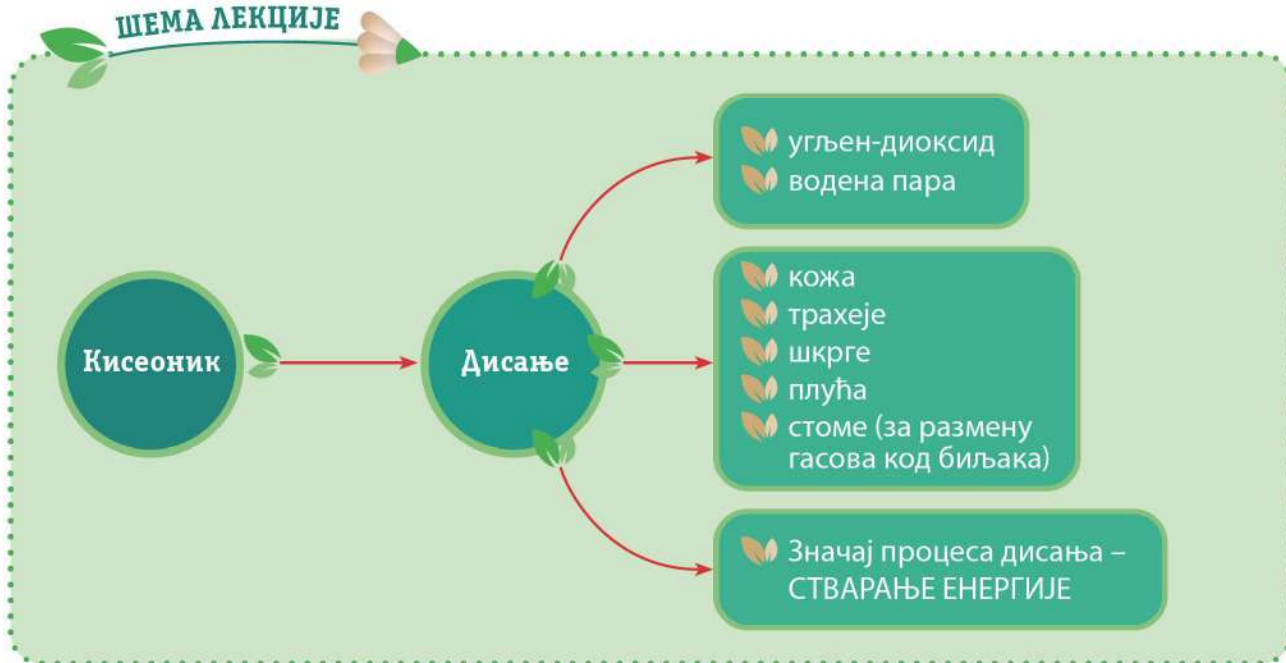 ШЕМА ЛЕКЦИЈЕ
Кисеоник
Дисање
угљен-диоксид
водена пара
кожа
трахеје
шкрге
плућа
стоме (за размену
гасова код биљака)
Значај процеса дисања –
СТВАРАЊЕ ЕНЕРГИЈЕ